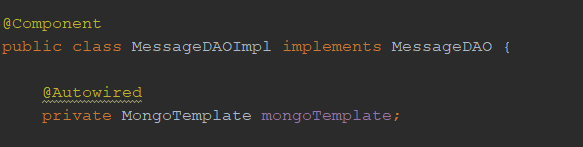 @Component
public class MessageDAOImpl implements MessageDAO {
@Autowired
private MongoTemplate mongoTemplate;